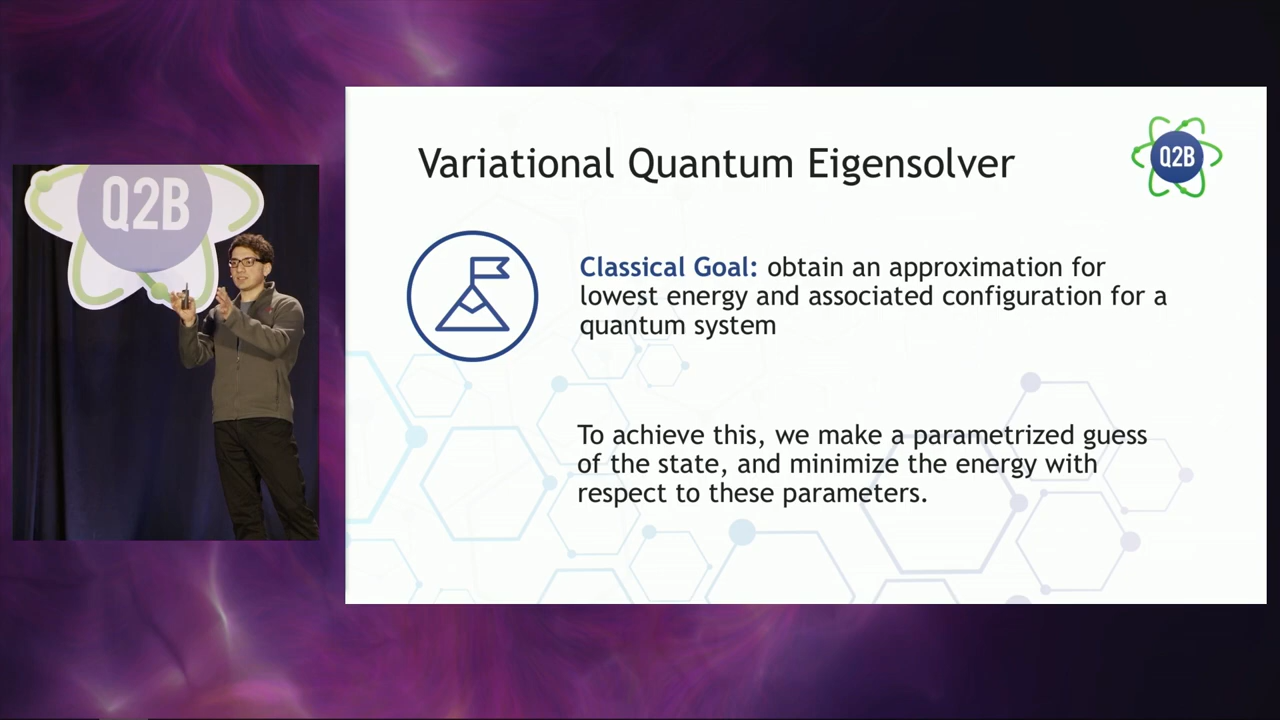 Q2B
Variational Quantum Eigensolver
Q2B
Classical Goal: obtain an approximation for
lowest energy and associated configuration for a
quantum system
To achieve this, we make a parametrized guess
of the state, and minimize the energy with
respect to these parameters.